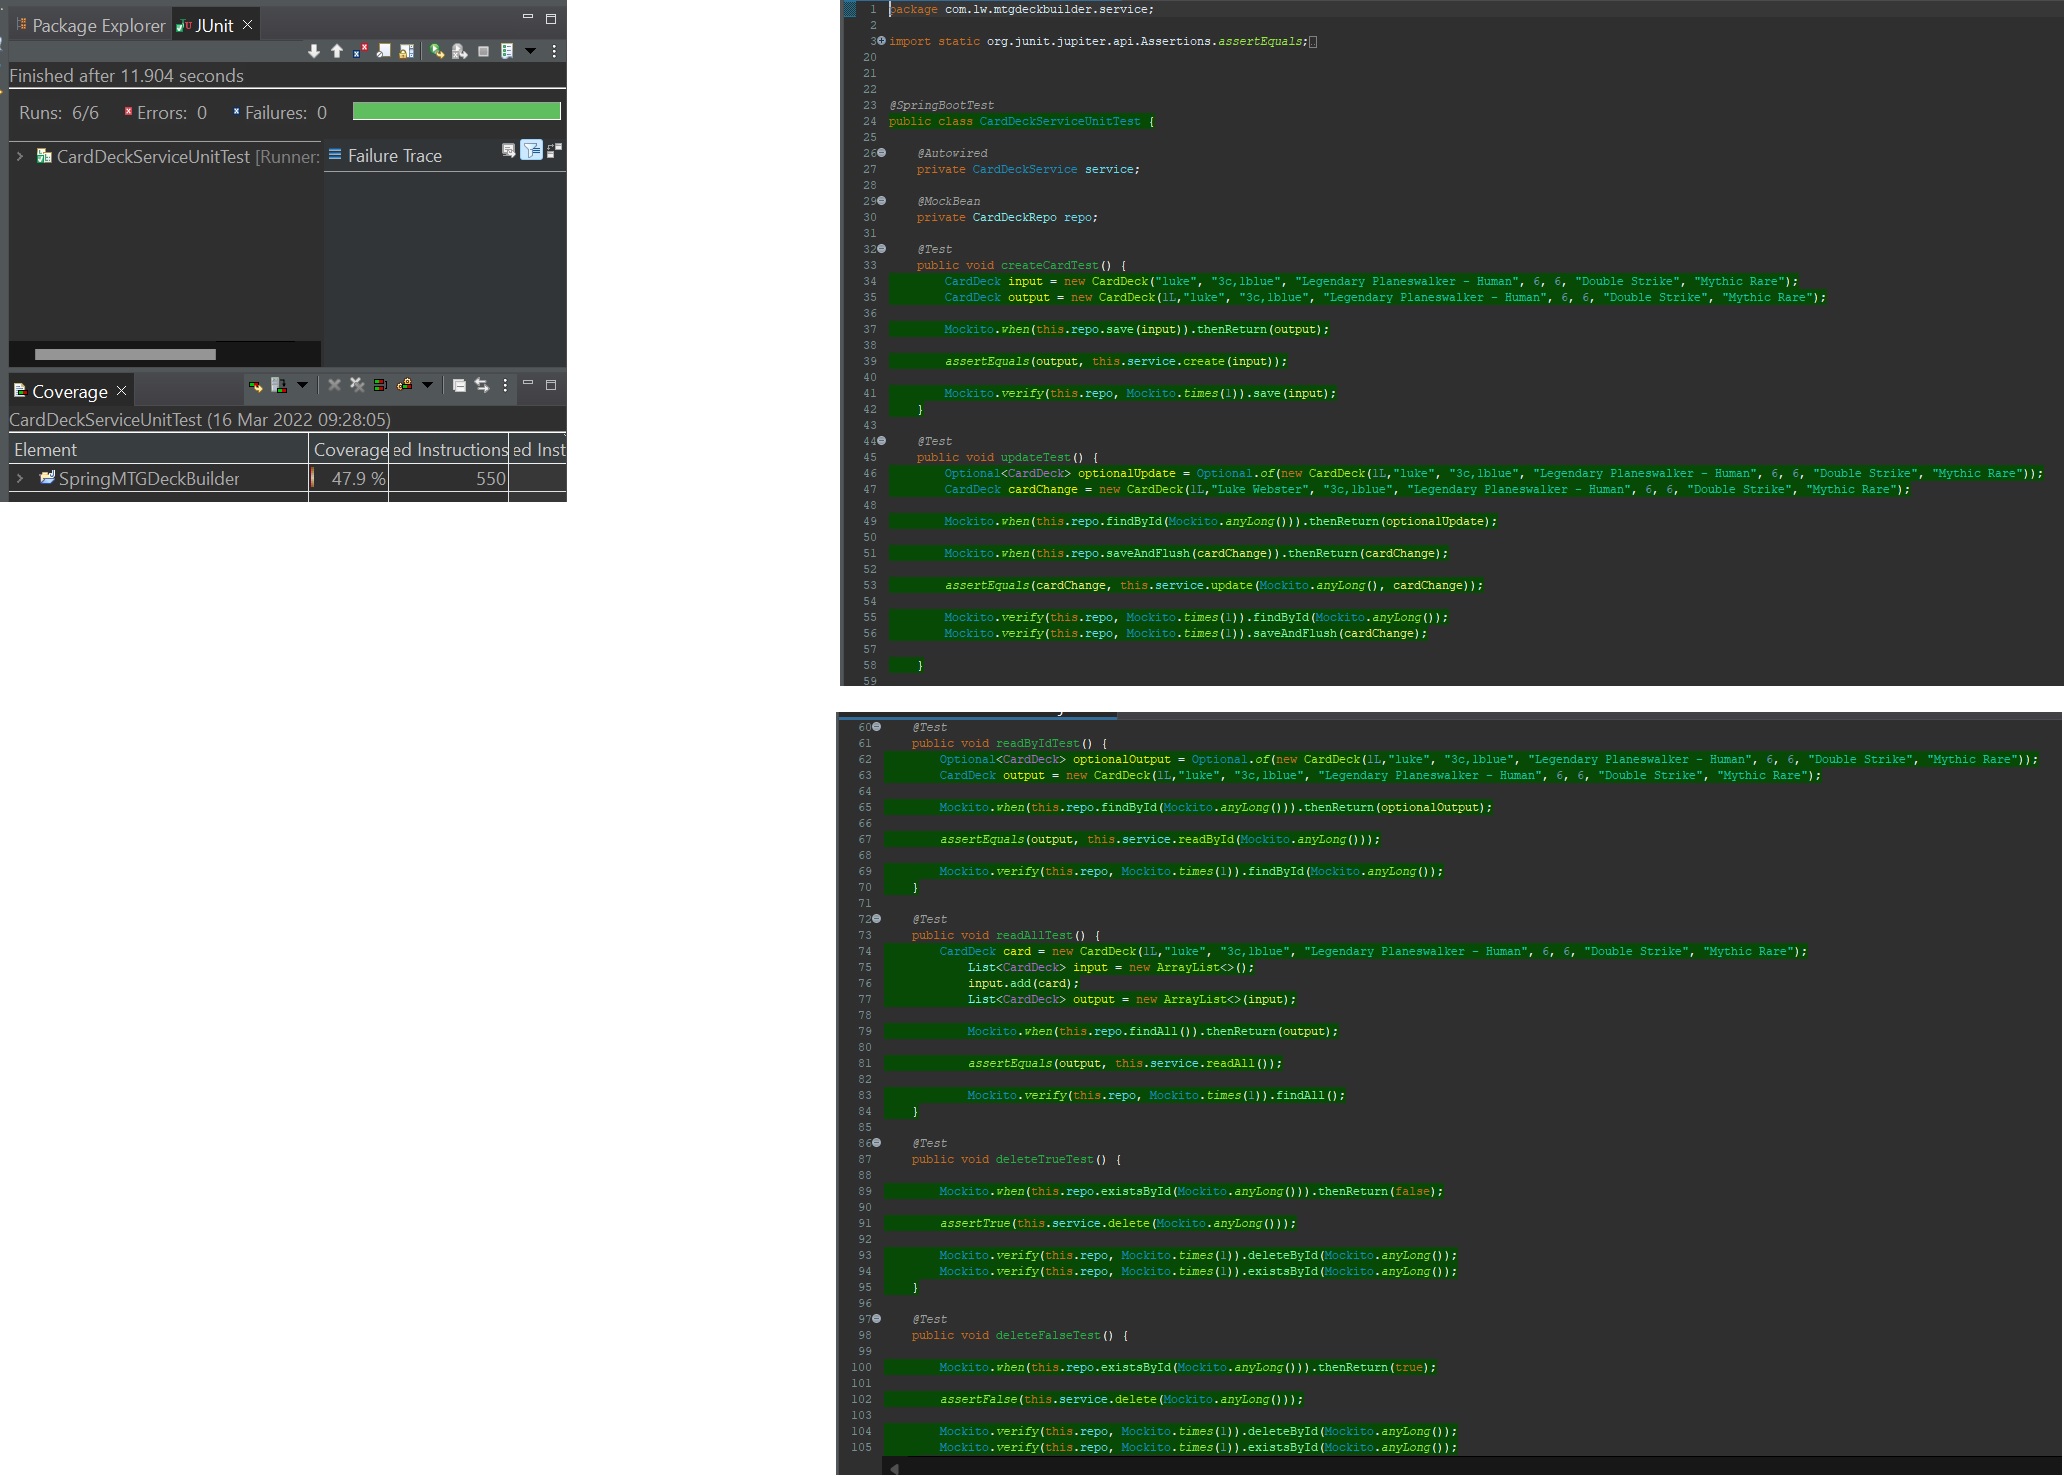 Package Explorer JUnit
Finished after 11.904 seconds
Runs: 6/6 Errors: 0 Failures: 0
CardDeckServiceUnitTest [Runner:
Failure Trace
Coverage
CardDeckServiceUnitTest (16 Mar 2022 09:28:05)
Element Coverage ed Instructions ed Inst
SpringMTGDeckBuilder 47.9 % 550
1 package com.lw.mtgdeckbuilder.service;
2
3 import static org.junit.jupiter.api.Assertions.assertEquals;
20
21
22
23 @SpringBootTest
24 public class CardDeckServiceUnitTest {
25
26 @Autowired
27 private CardDeckService service;
28
29 @MockBean
30 private CardDeckRepo repo;
31
32 @Test
33 public void createCardTest() {
34 CardDeck input = new CardDeck("luke", "3c,1blue", "Legendary Planeswalker - Human", 6, 6, "Double Strike", "Mythic Rare");
35 CardDeck output = new CardDeck(1L,"luke", "3c,1blue", "Legendary Planeswalker - Human", 6, 6, "Double Strike", "Mythic Rare");
36
37 Mockito.when(this.repo.save(input)).thenReturn(output);
38
39 assertEquals(output, this.service.create(input));
40
41 Mockito.verify(this.repo, Mockito.times(1)).save(input);
42 }
43
44 @Test
45 public void updateTest() {
46 Optional<CardDeck> optionalUpdate = Optional.of(new CardDeck(1L,"luke", "3c,1blue", "Legendary Planeswalker - Human", 6, 6, "Double Strike", "Mythic Rare"));
47 CardDeck cardChange = new CardDeck(1L,"Luke Webster", "3c,1blue", "Legendary Planeswalker - Human", 6, 6, "Double Strike", "Mythic Rare");
48
49 Mockito.when(this.repo.findById(Mockito.anyLong())).thenReturn(optionalUpdate);
50
51 Mockito.when(this.repo.saveAndFlush(cardChange)).thenReturn(cardChange);
52
53 assertEquals(cardChange, this.service.update(Mockito.anyLong(), cardChange));
54
55 Mockito.verify(this.repo, Mockito.times(1)).findById(Mockito.anyLong());
56 Mockito.verify(this.repo, Mockito.times(1)).saveAndFlush(cardChange);
57
58 }
59
60 @Test
61 public void readByIdTest() {
62 Optional<CardDeck> optionalOutput = Optional.of(new CardDeck(1L,"luke", "3c,1blue", "Legendary Planeswalker - Human", 6, 6, "Double Strike", "Mythic Rare"));
63 CardDeck output = new CardDeck(1L,"luke", "3c,1blue", "Legendary Planeswalker - Human", 6, 6, "Double Strike", "Mythic Rare");
64
65 Mockito.when(this.repo.findById(Mockito.anyLong())).thenReturn(optionalOutput);
66
67 assertEquals(output, this.service.readById(Mockito.anyLong()));
68
69 Mockito.verify(this.repo, Mockito.times(1)).findById(Mockito.anyLong());
70 }
71
72 @Test
73 public void readAllTest() {
74 CardDeck card = new CardDeck(1L,"luke", "3c,1blue", "Legendary Planeswalker - Human", 6, 6, "Double Strike", "Mythic Rare");
75 List<CardDeck> input = new ArrayList<>();
76 input.add(card);
77 List<CardDeck> output = new ArrayList<>(input);
78
79 Mockito.when(this.repo.findAll()).thenReturn(output);
80
81 assertEquals(output, this.service.readAll());
82
83 Mockito.verify(this.repo, Mockito.times(1)).findAll();
84 }
85
86 @Test
87 public void deleteTrueTest() {
88
89 Mockito.when(this.repo.existsById(Mockito.anyLong())).thenReturn(false);
90
91 assertTrue(this.service.delete(Mockito.anyLong()));
92
93 Mockito.verify(this.repo, Mockito.times(1)).deleteById(Mockito.anyLong());
94 Mockito.verify(this.repo, Mockito.times(1)).existsById(Mockito.anyLong());
95 }
96
97 @Test
98 public void deleteFalseTest() {
99
100 Mockito.when(this.repo.existsById(Mockito.anyLong())).thenReturn(true);
101
102 assertFalse(this.service.delete(Mockito.anyLong()));
103
104 Mockito.verify(this.repo, Mockito.times(1)).deleteById(Mockito.anyLong());
105 Mockito.verify(this.repo, Mockito.times(1)).existsById(Mockito.anyLong());